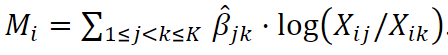 M_i = ∑_{1≤j<k≤K} β̂_{jk} ⋅ log(X_{ij}/X_{ik})